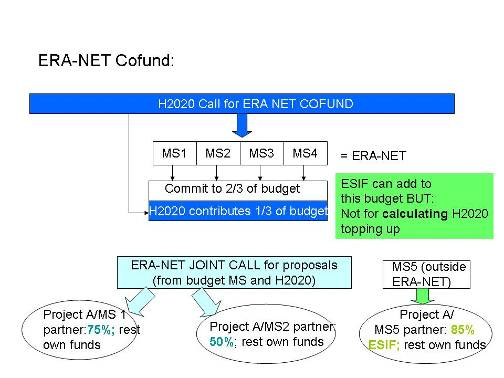 ERA-NET Cofund:
H2020 Call for ERA NET COFUND
MS1 MS2 MS3 MS4
= ERA-NET
Commit to 2/3 of budget
H2020 contributes 1/3 of budget
ESIF can add to
this budget BUT:
Not for calculating H2020
topping up
ERA-NET JOINT CALL for proposals
(from budget MS and H2020)
MS5 (outside
ERA-NET)
Project A/MS 1
partner:75%; rest
own funds
Project A/MS2 partner:
50%; rest own funds
Project A/
MS5 partner: 85%
ESIF; rest own funds